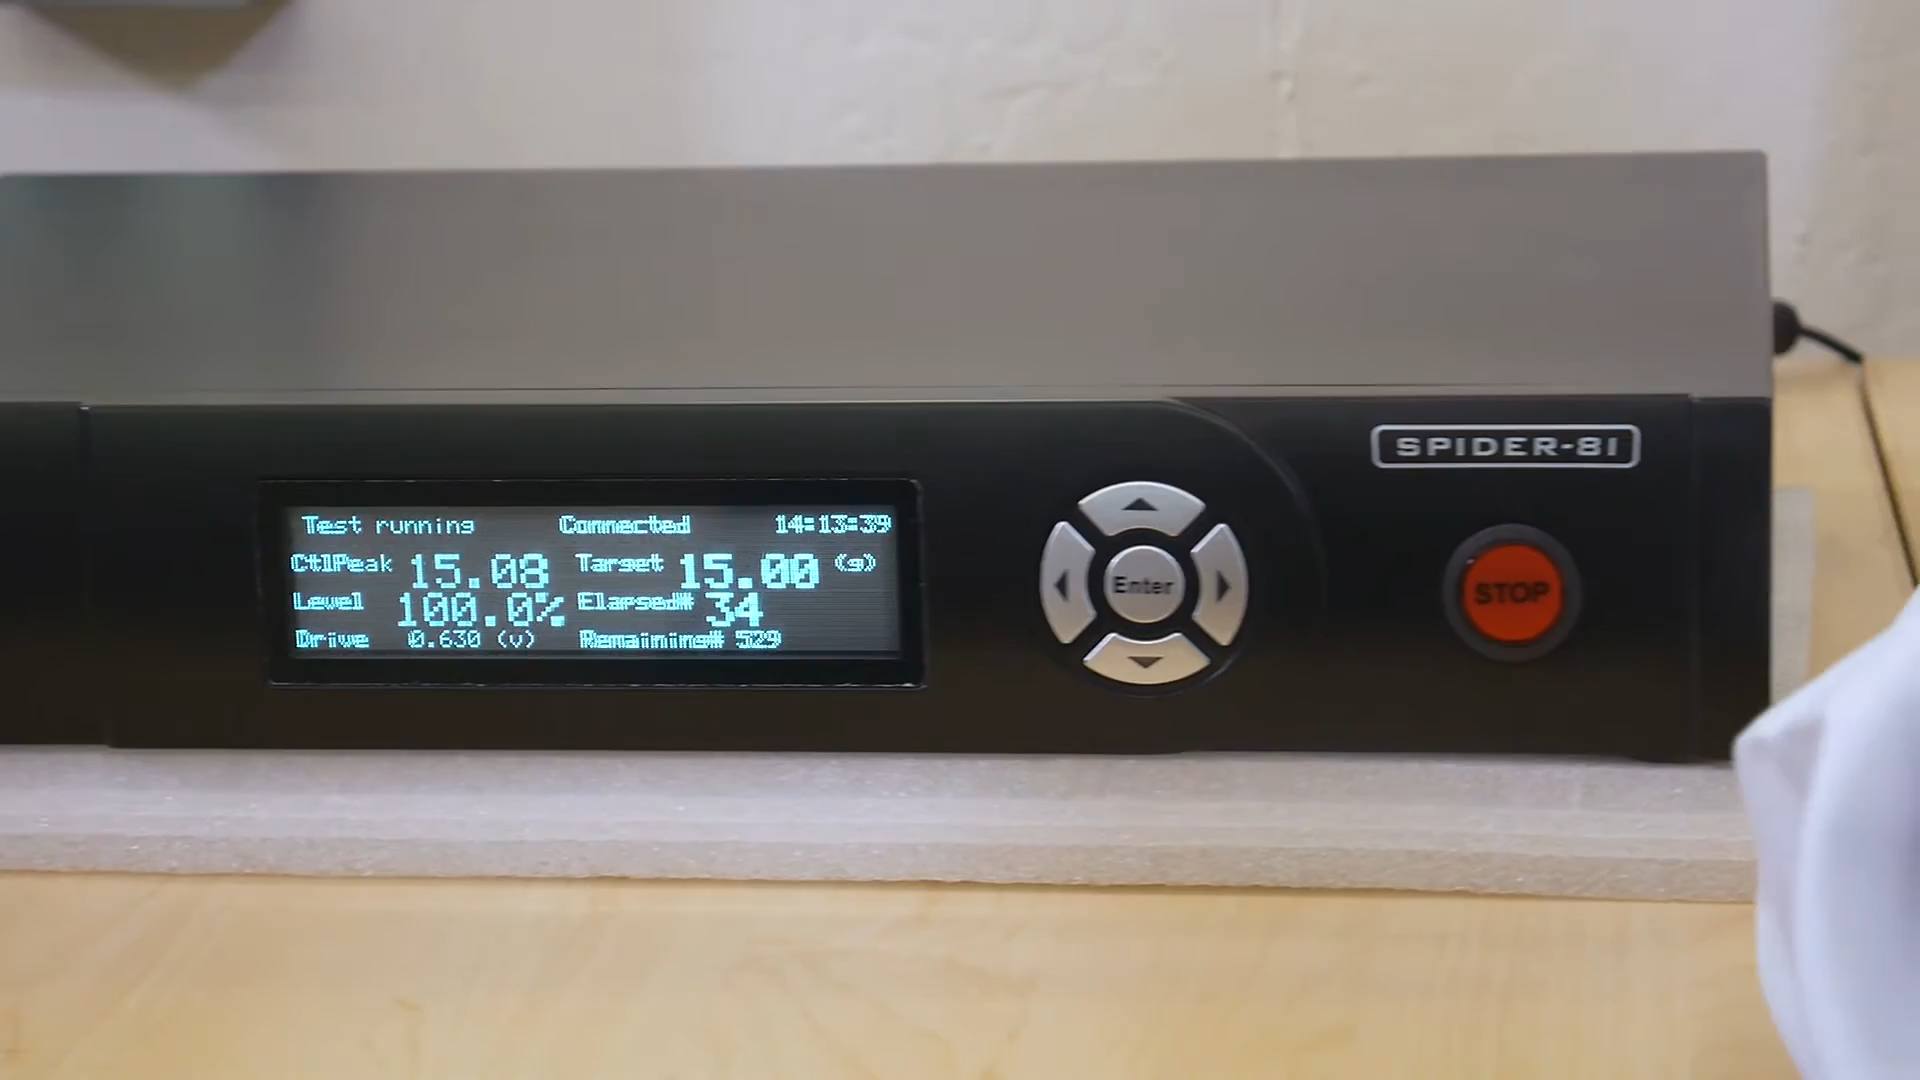 SPIDER-81
Test running Connected 14:13:39
CtlPeak 15.08 Target 15.00 (g)
Level 100.0% Elapsed# 34
Drive 0.630 (v) Remaining# 529
Enter
STOP